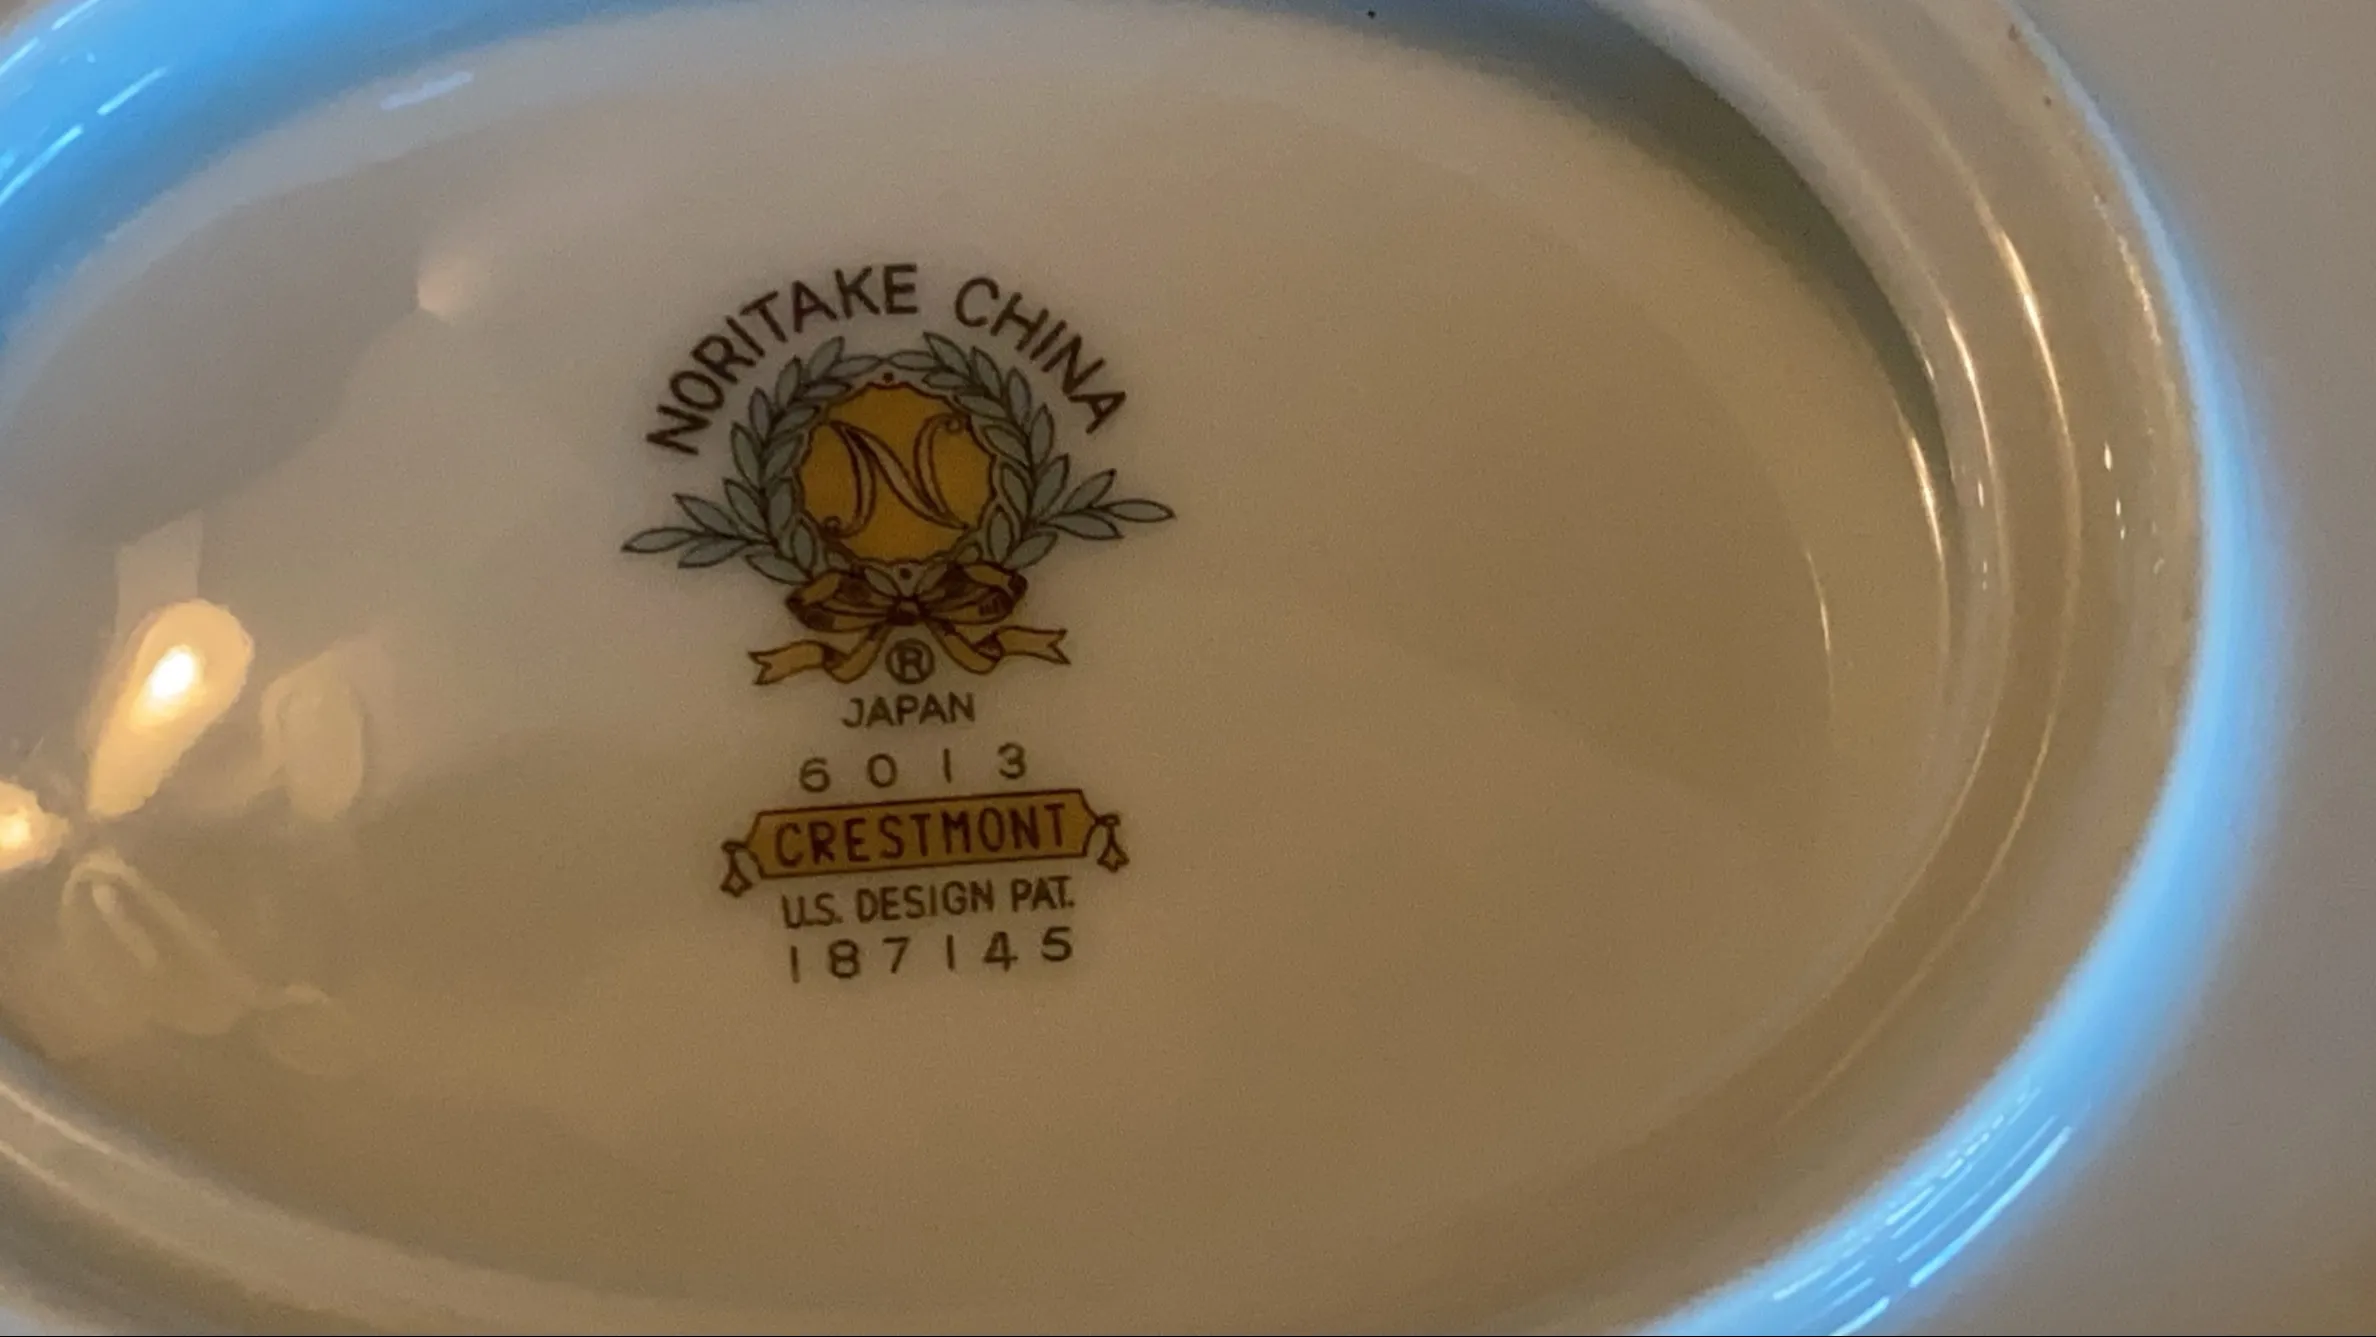 NORITAKE CHINA
N
®
JAPAN
6013
CRESTMONT
U.S. DESIGN PAT.
187145